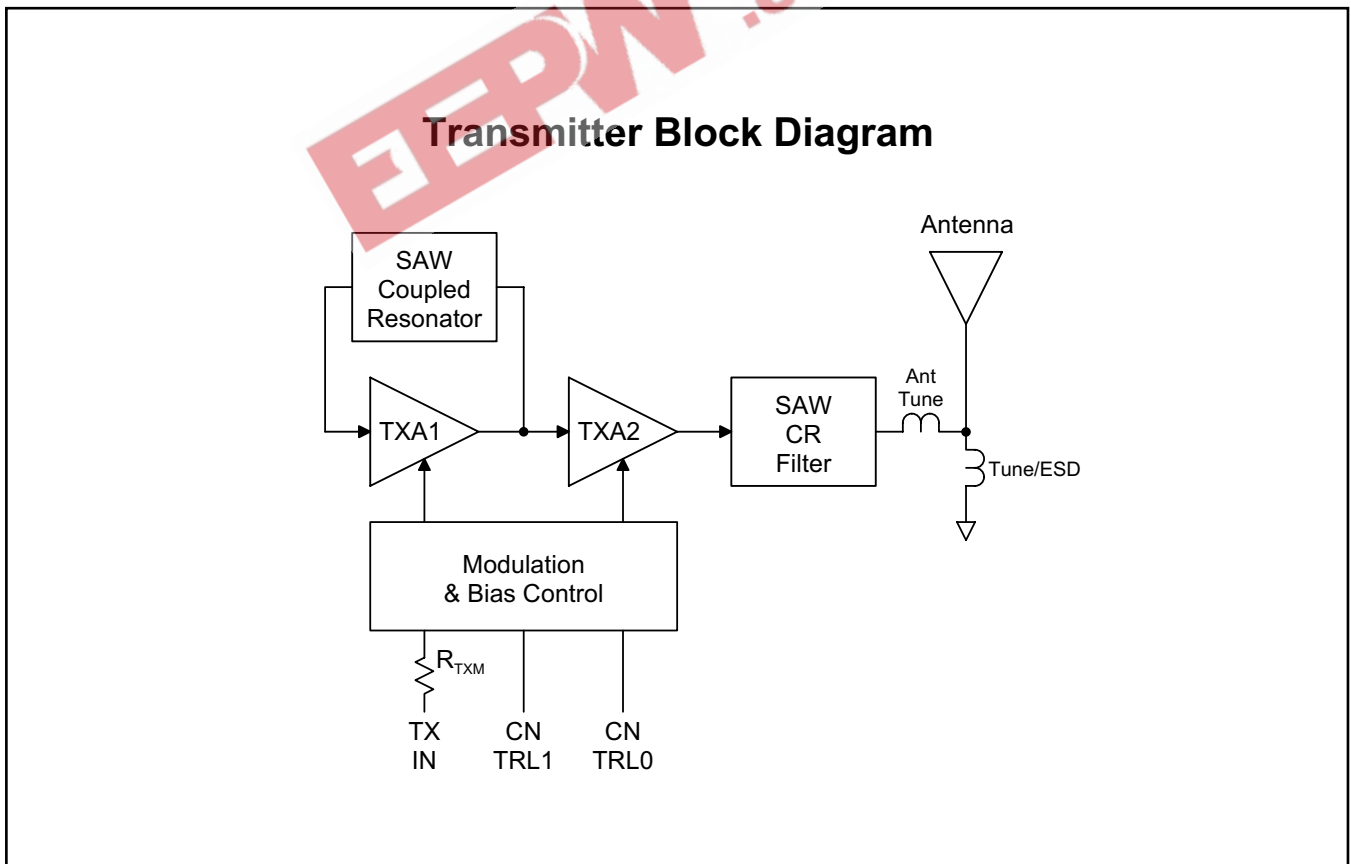 EEPW
Transmitter Block Diagram
Antenna
SAW
Coupled
Resonator
Ant
Tune
TXA1
TXA2
SAW
CR
Filter
Tune/ESD
Modulation
& Bias Control
RTXM
TX
IN
CN
TRL1
CN
TRL0